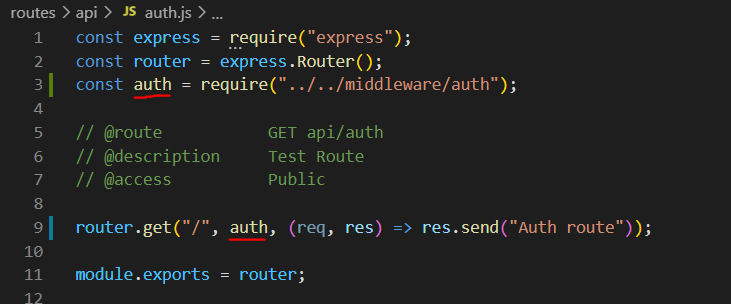 routes > api > JS auth.js > ...
1 const express = require("express");
2 const router = express.Router();
3 const auth = require("../../middleware/auth");
4
5 // @route          GET api/auth
6 // @description    Test Route
7 // @access         Public
8
9 router.get("/", auth, (req, res) => res.send("Auth route"));
10
11 module.exports = router;
12